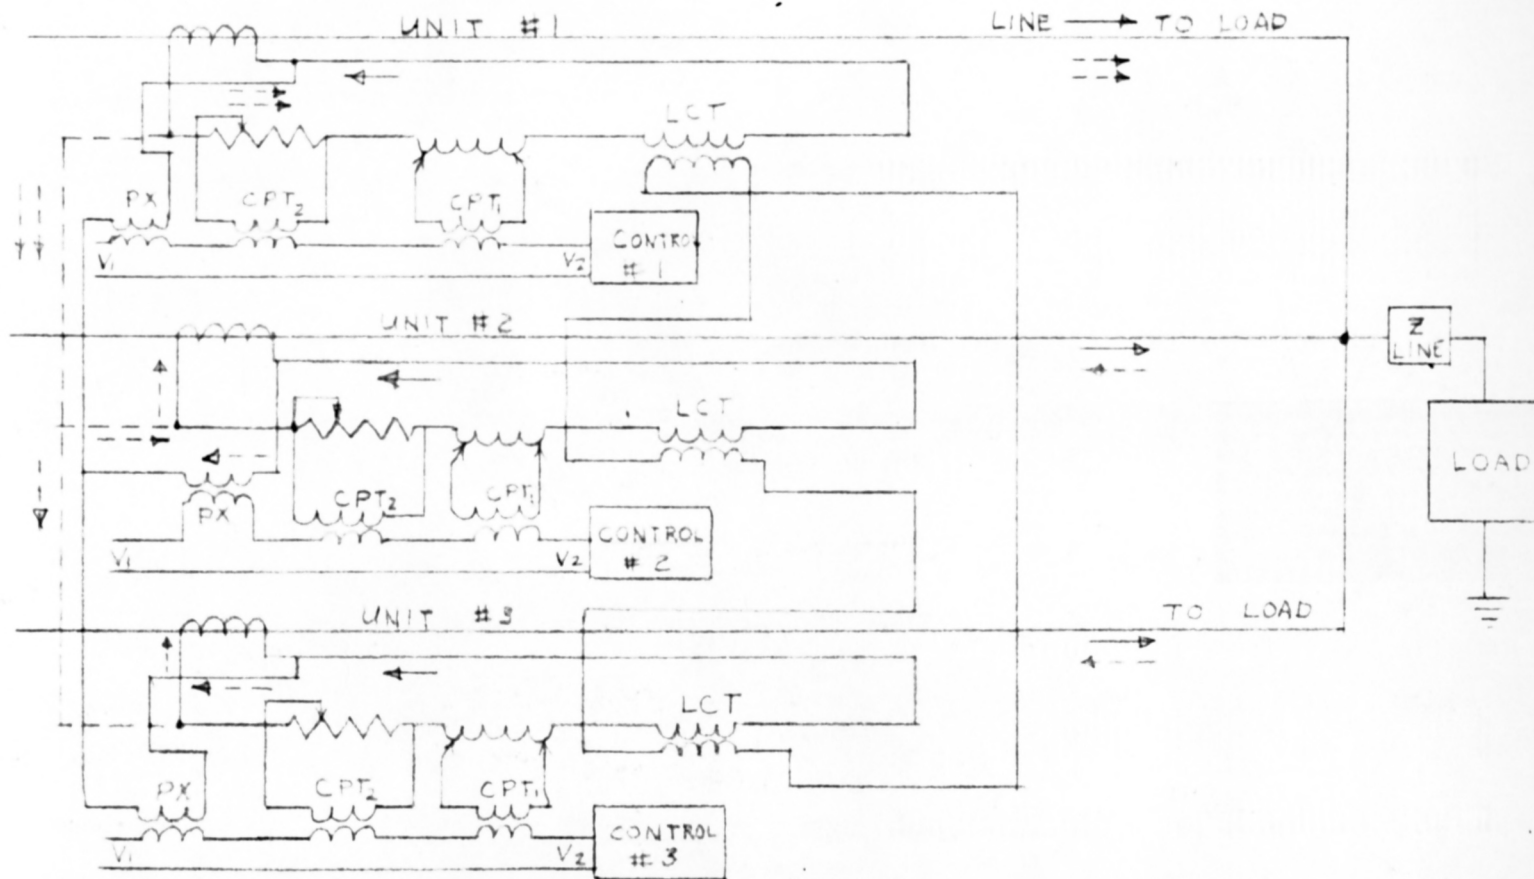 UNIT #1
LINE TO LOAD
LCT
PX
CPT2
CPT1
CONTROL
#1
V1
V2
UNIT #2
Z
LINE
LCT
LOAD
CPT2
CPT1
PX
CONTROL
#2
V1
V2
UNIT #3
TO LOAD
LCT
PX
CPT2
CPT1
CONTROL
#3
V1
V2